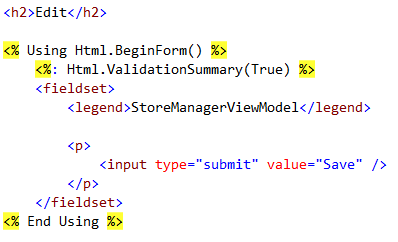 <h2>Edit</h2>
<% Using Html.BeginForm() %>
<%: Html.ValidationSummary(True) %>
<fieldset>
<legend>StoreManagerViewModel</legend>
<p>
<input type="submit" value="Save" />
</p>
</fieldset>
<% End Using %>